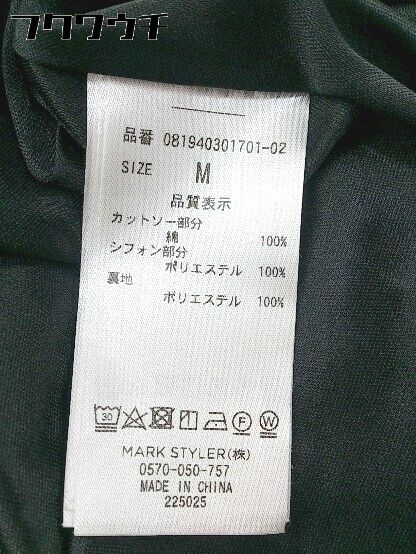 フクウウチ
品番 081940301701-02
SIZE M
品質表示
カットソー部分
綿 100%
シフォン部分
ポリエステル 100%
裏地
ポリエステル 100%
30 F W
MARK STYLER(株)
0570-050-757
MADE IN CHINA
225025